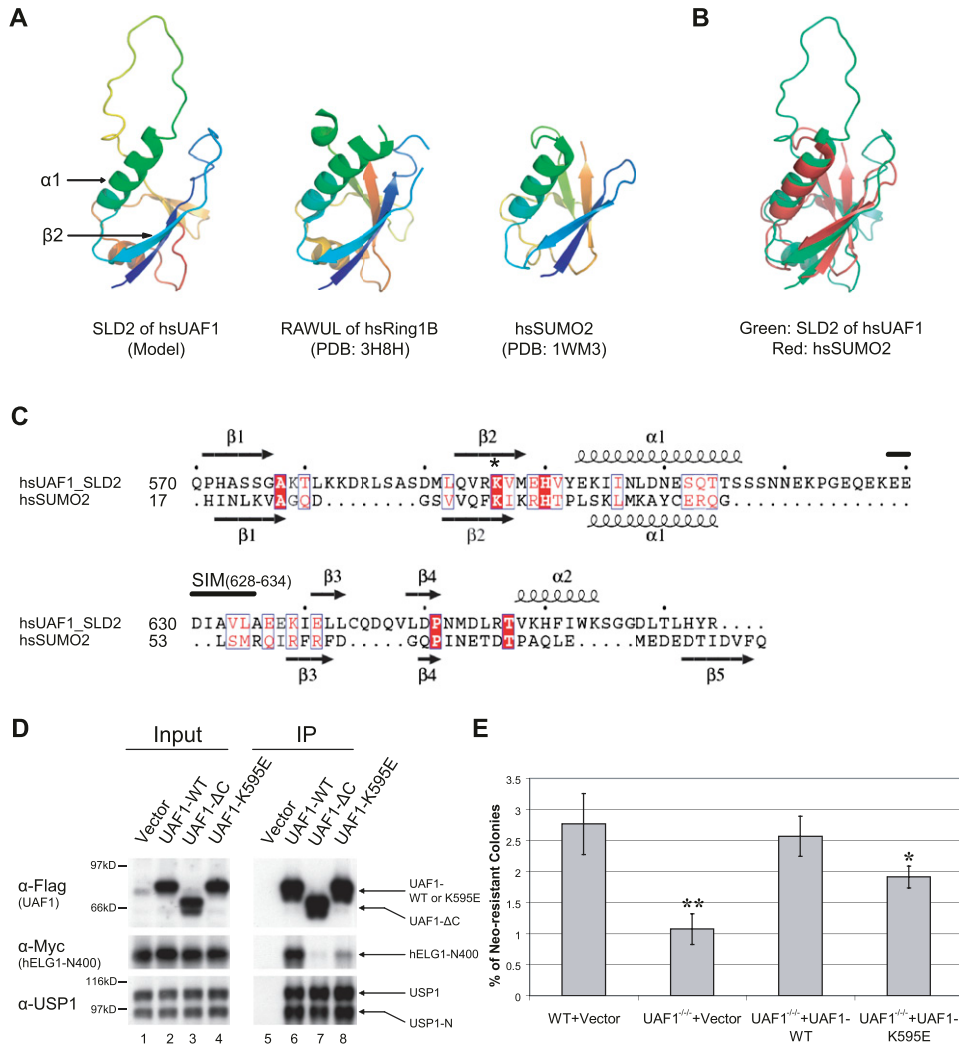 A
B
α1
β2
SLD2 of hsUAF1
(Model)
RAWUL of hsRing1B
(PDB: 3H8H)
hsSUMO2
(PDB: 1WM3)
Green: SLD2 of hsUAF1
Red: hsSUMO2
C
β1 β2 α1
*
hsUAF1_SLD2 570 QPHASSGAKTLKKDRLSASDMLQVRKVMEHVYEKIINLDNESQTTSSSNNEKPGEQEKEE
hsSUMO2 17 .HINLKVAGQD..........GSVVQFKIKRHTPLSKLMKAYCERQG.............
β1 β2 α1
SIM(628-634) β3 β4 α2
hsUAF1_SLD2 630 DIAVLAEEKIELLCQDQVLDPNMDLRTVKHFIWKSGGDLTLHYR....
hsSUMO2 53 ..LSMRQIRFRFD......GQPINETDTPAQLE.....MEDEDTIDVFQ
β3 β4 β5
D
Input IP
Vector
UAF1-WT
UAF1-ΔC
UAF1-K595E
Vector
UAF1-WT
UAF1-ΔC
UAF1-K595E
97kD
α-Flag
(UAF1)
66kD
UAF1-
WT or K595E
UAF1-ΔC
α-Myc
(hELG1-N400)
hELG1-N400
116kD
α-USP1
97kD
USP1
USP1-N
1 2 3 4 5 6 7 8
E
% of Neo-resistant Colonies
3.5
3
2.5
2
1.5
1
0.5
0
**
*
WT+Vector
UAF1-/-/-+Vector
UAF1-/-/-+UAF1-
WT
UAF1-/-/-+UAF1-
K595E